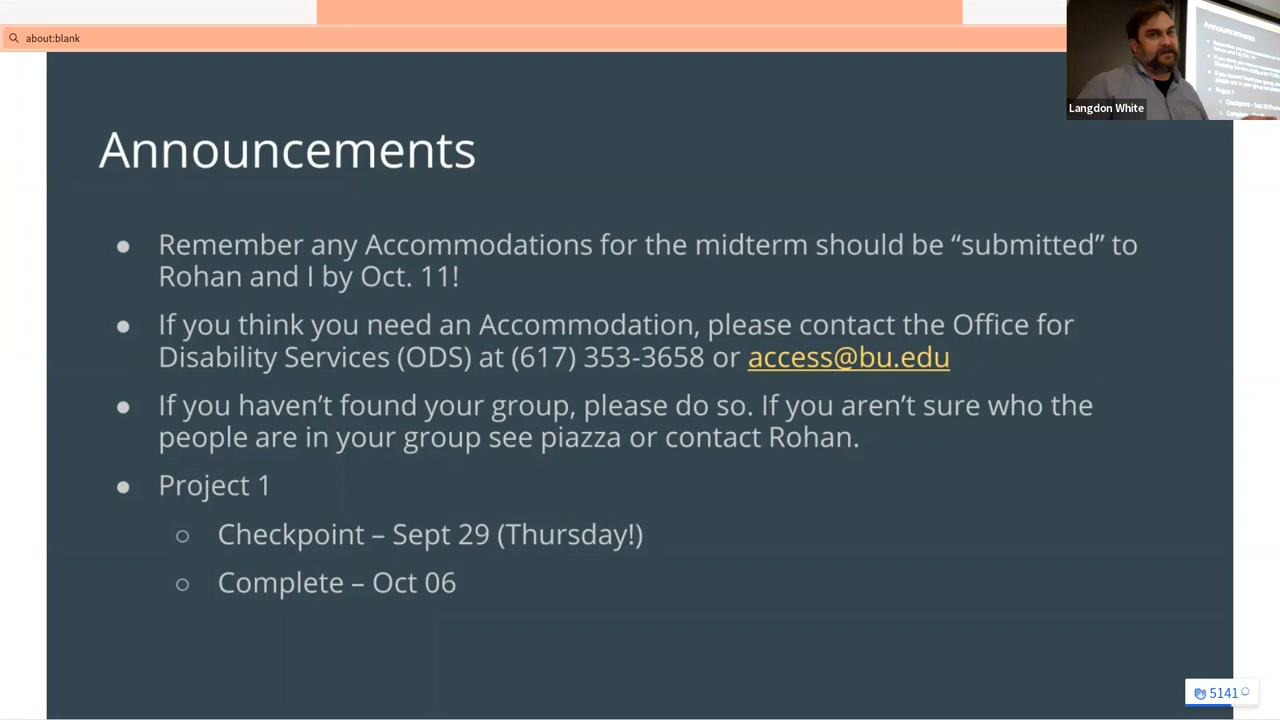 about:blank
Langdon White
Announcements
● Remember any Accommodations for the midterm should be “submitted” to
Rohan and I by Oct. 11!
● If you think you need an Accommodation, please contact the Office for
Disability Services (ODS) at (617) 353-3658 or access@bu.edu
● If you haven’t found your group, please do so. If you aren’t sure who the
people are in your group see piazza or contact Rohan.
● Project 1
○ Checkpoint – Sept 29 (Thursday!)
○ Complete – Oct 06
5141